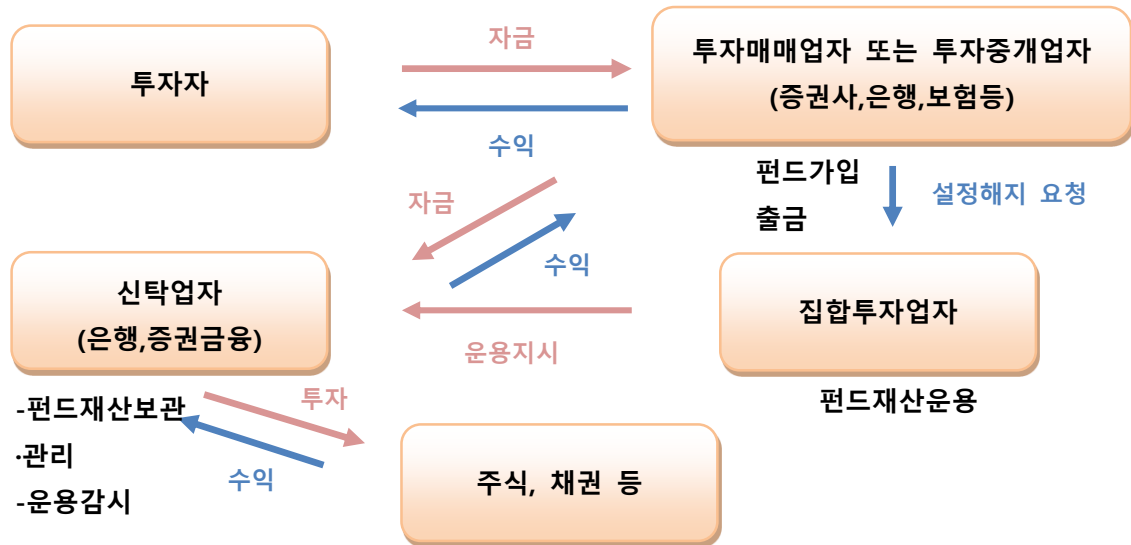 투자자
자금
수익
투자매매업자 또는 투자중개업자
(증권사,은행,보험등)
펀드가입
출금
설정해지 요청
자금
수익
신탁업자
(은행,증권금융)
집합투자업자
운용지시
펀드재산운용
-펀드재산보관
·관리
-운용감시
투자
수익
주식, 채권 등